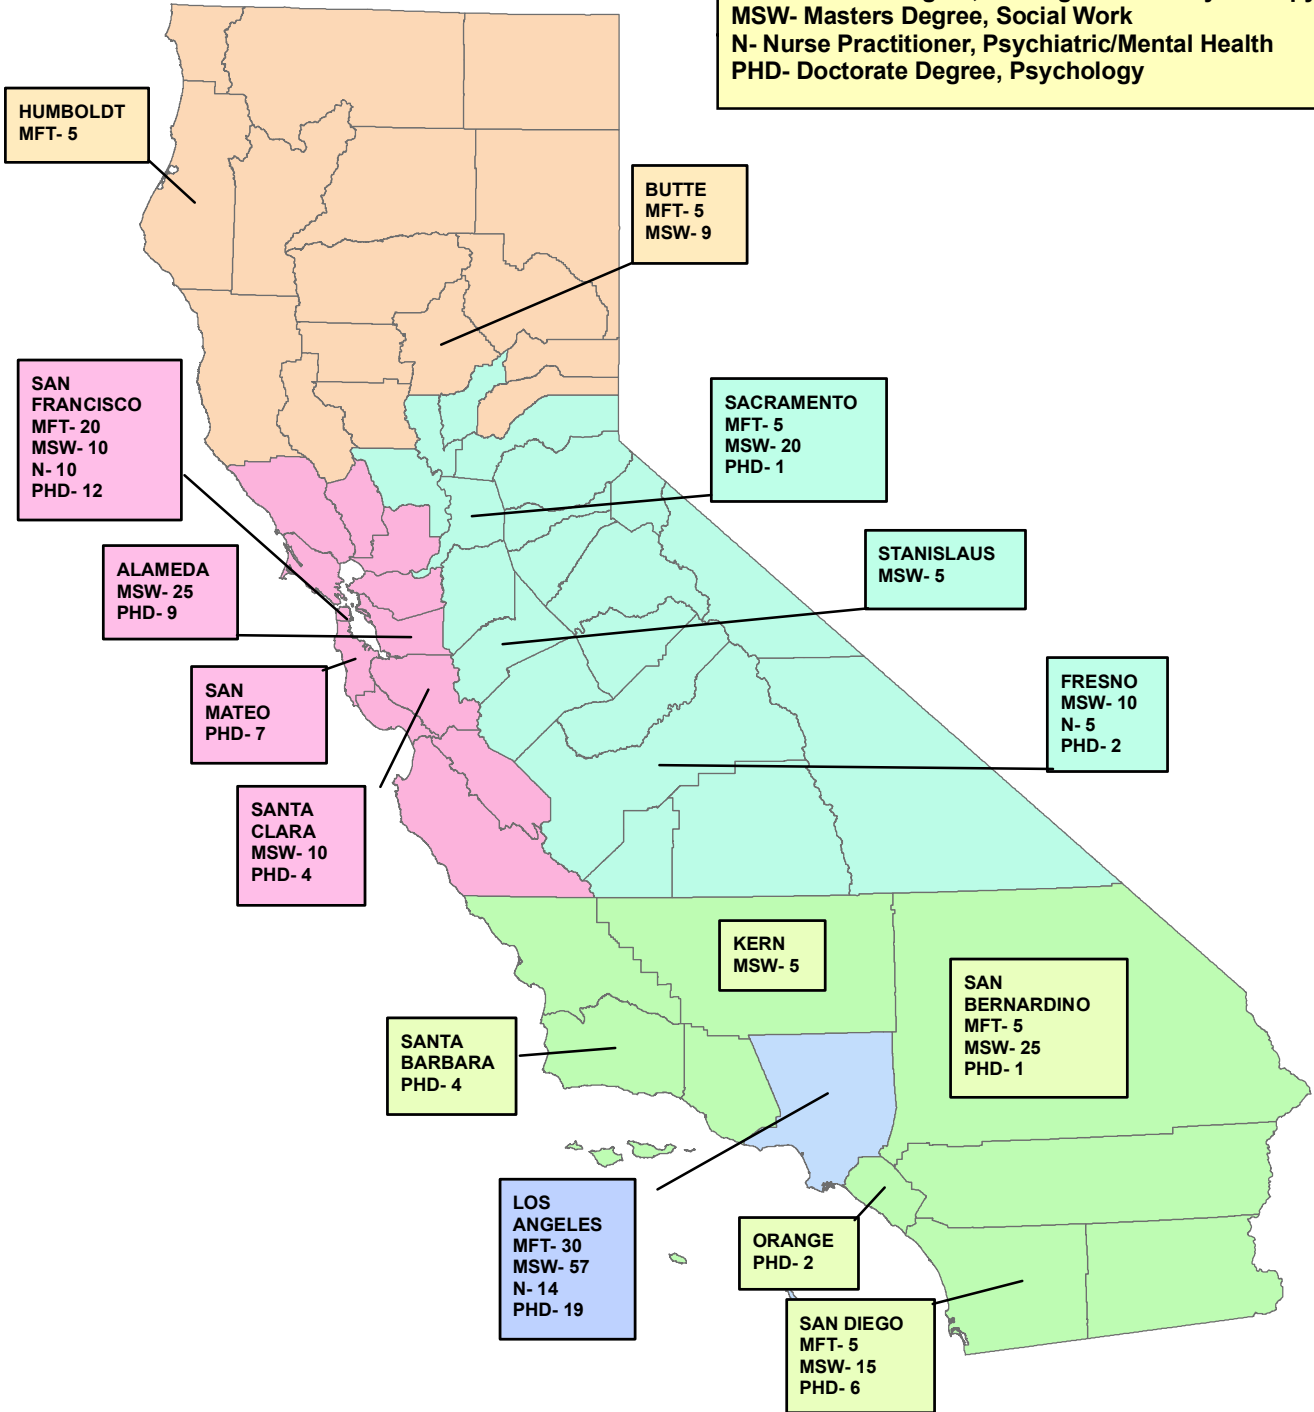 MSW- Masters Degree, Social Work
N- Nurse Practitioner, Psychiatric/Mental Health
PHD- Doctorate Degree, Psychology
HUMBOLDT
MFT- 5
BUTTE
MFT- 5
MSW- 9
SAN
FRANCISCO
MFT- 20
MSW- 10
N- 10
PHD- 12
SACRAMENTO
MFT- 5
MSW- 20
PHD- 1
STANISLAUS
MSW- 5
ALAMEDA
MSW- 25
PHD- 9
SAN
MATEO
PHD- 7
FRESNO
MSW- 10
N- 5
PHD- 2
SANTA
CLARA
MSW- 10
PHD- 4
KERN
MSW- 5
SAN
BERNARDINO
MFT- 5
MSW- 25
PHD- 1
SANTA
BARBARA
PHD- 4
LOS
ANGELES
MFT- 30
MSW- 57
N- 14
PHD- 19
ORANGE
PHD- 2
SAN DIEGO
MFT- 5
MSW- 15
PHD- 6